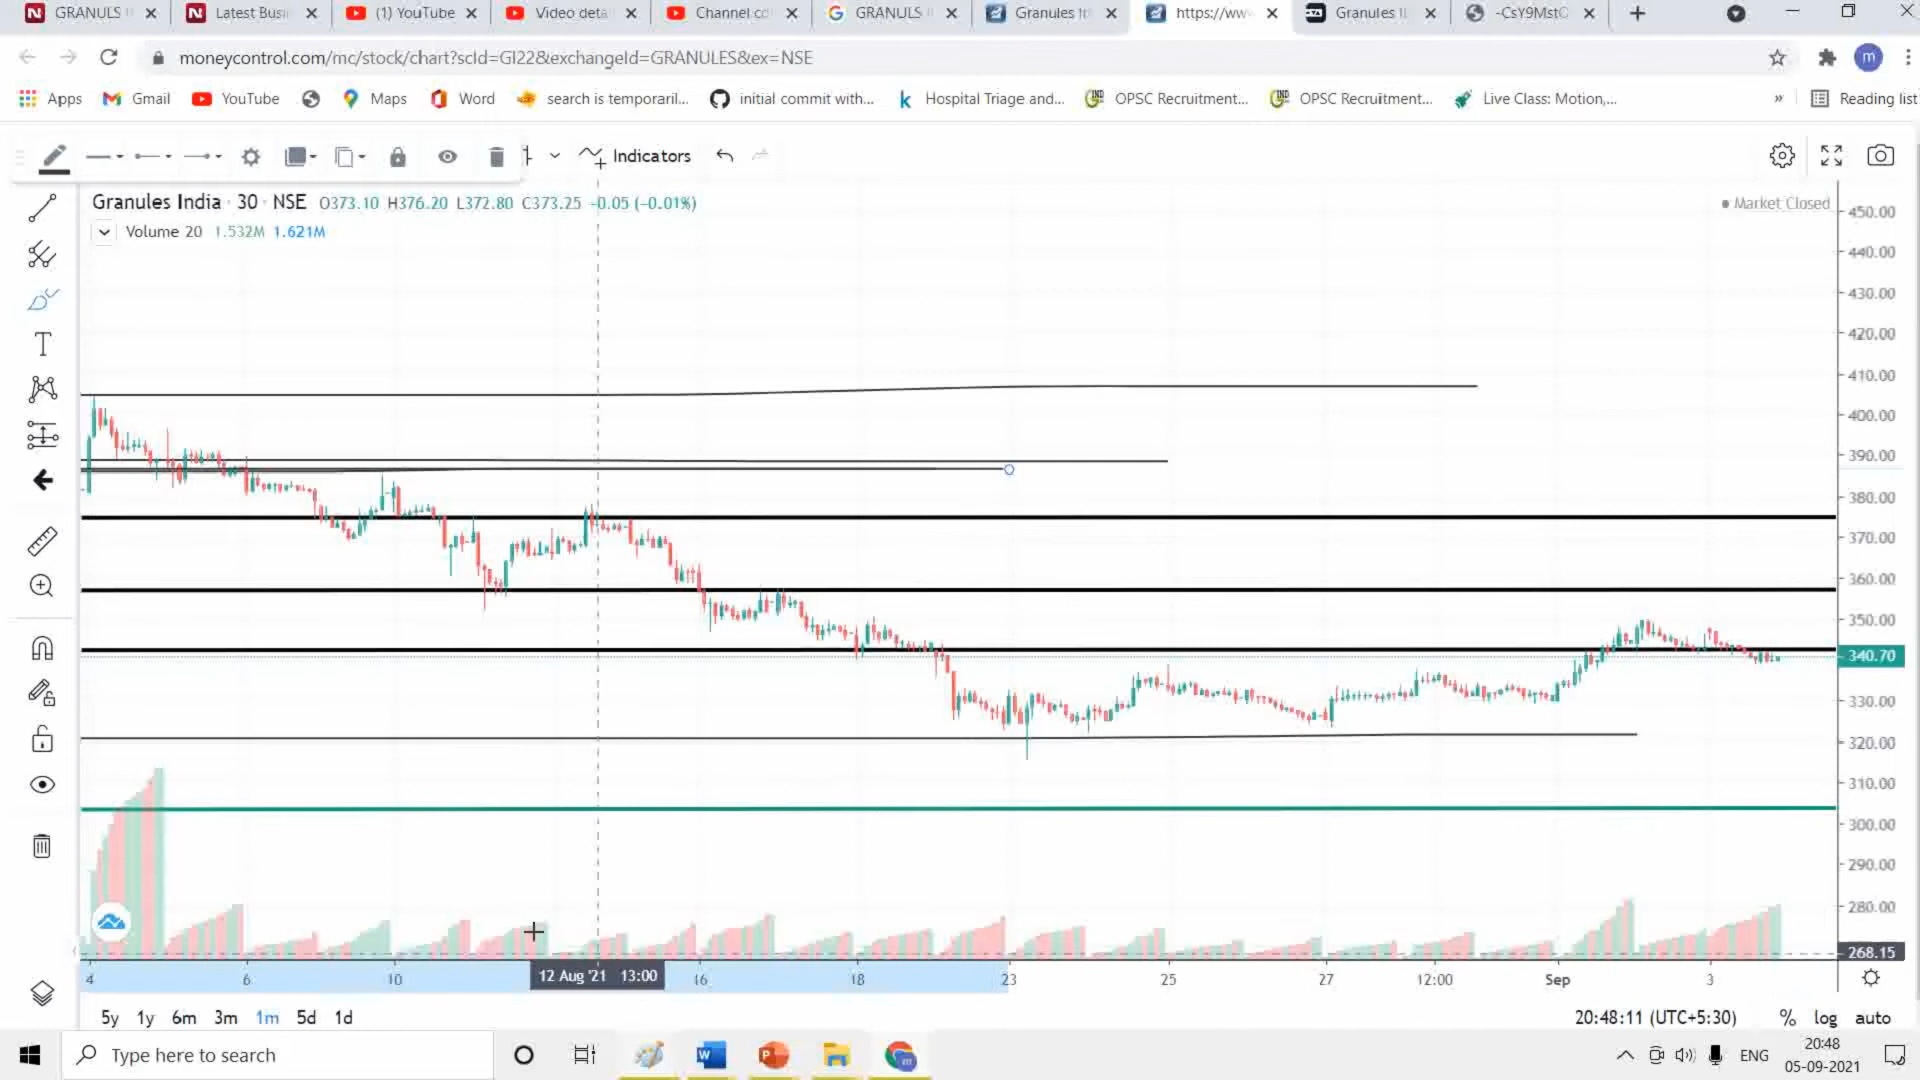 GRANULS
Latest Busi
(1) YouTube
Video deta
Channel co
GRANULS
Granules In
https://ww
Granules I
-CsY9MstC
moneycontrol.com/mc/stock/chart?scId=GI22&exchangeId=GRANULES&ex=NSE
m
Apps
Gmail
YouTube
Maps
Word
search is temporaril...
initial commit with...
Hospital Triage and...
OPSC Recruitment...
OPSC Recruitment...
Live Class: Motion,...
»
Reading list
Indicators
Granules India · 30 · NSE O373.10 H376.20 L372.80 C373.25 -0.05 (-0.01%)
Market Closed
Volume 20 1.532M 1.621M
450.00
440.00
430.00
420.00
410.00
400.00
390.00
380.00
370.00
360.00
350.00
340.70
330.00
320.00
310.00
300.00
290.00
280.00
268.15
4
6
10
12 Aug '21 13:00
16
18
23
25
27
12:00
Sep
3
5y 1y 6m 3m 1m 5d 1d
20:48:11 (UTC+5:30)
% log auto
Type here to search
ENG
20:48
05-09-2021